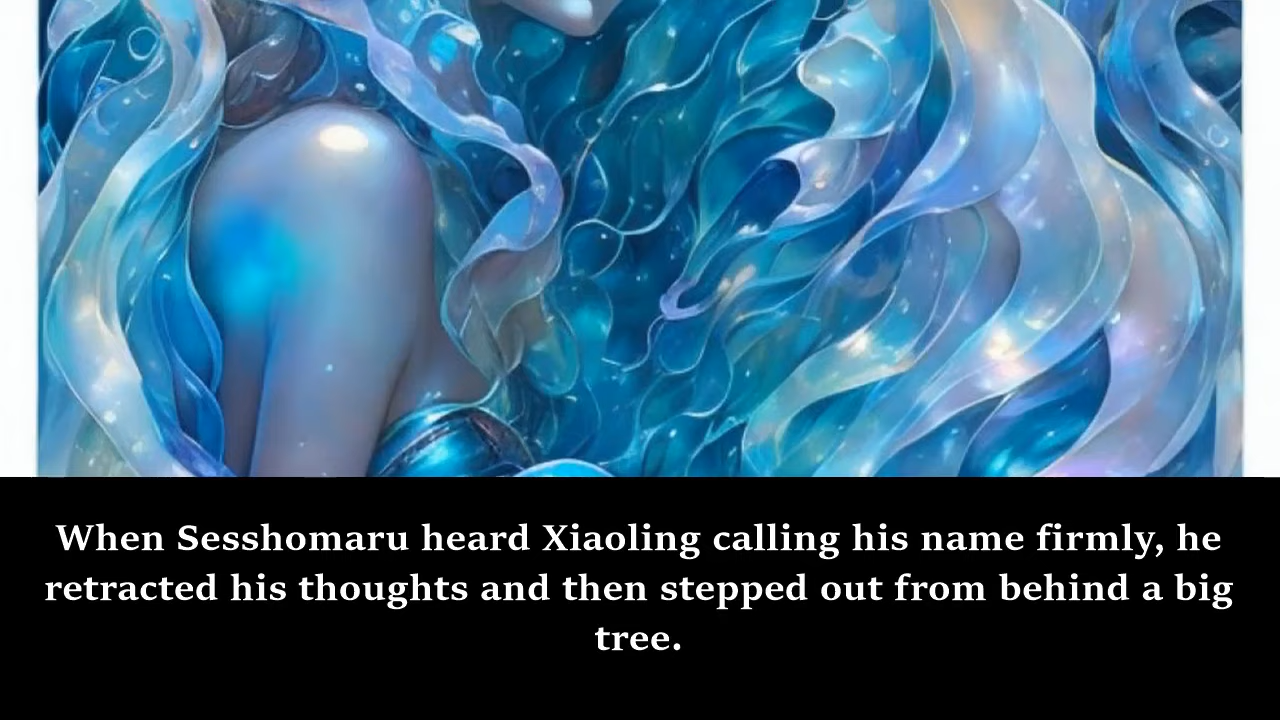 When Sesshomaru heard Xiaoling calling his name firmly, he
retracted his thoughts and then stepped out from behind a big
tree.